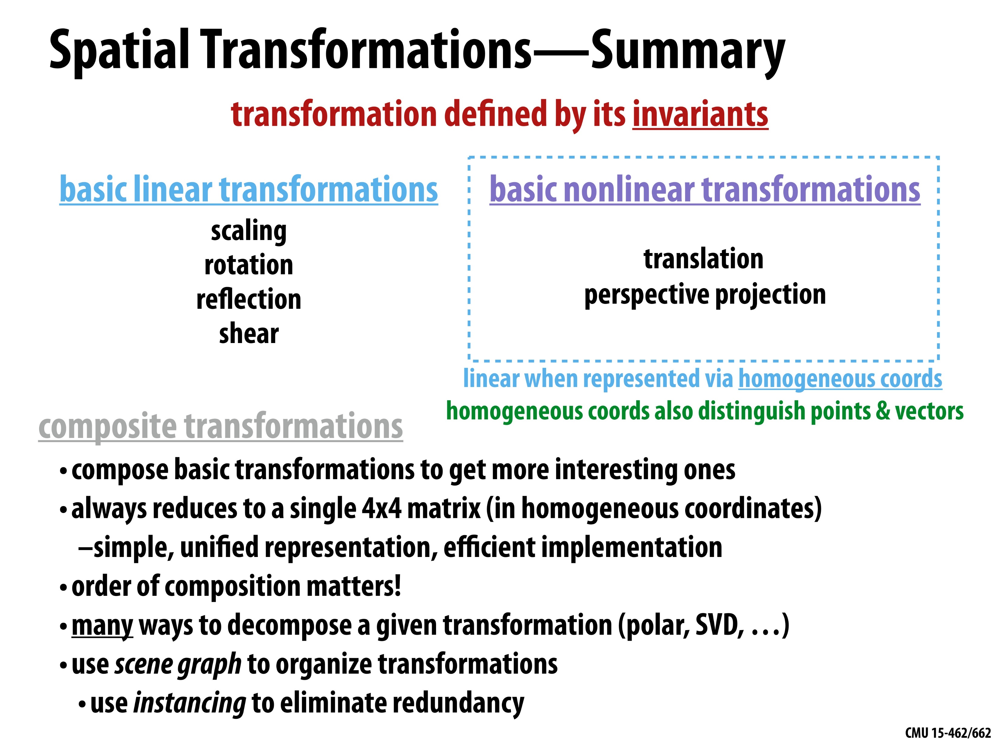 Spatial Transformations—Summary
transformation defined by its invariants
basic linear transformations
scaling
rotation
reflection
shear
basic nonlinear transformations
translation
perspective projection
linear when represented via homogeneous coords
homogeneous coords also distinguish points & vectors
composite transformations
• compose basic transformations to get more interesting ones
• always reduces to a single 4x4 matrix (in homogeneous coordinates)
–simple, unified representation, efficient implementation
• order of composition matters!
• many ways to decompose a given transformation (polar, SVD, …)
• use scene graph to organize transformations
• use instancing to eliminate redundancy
CMU 15-462/662